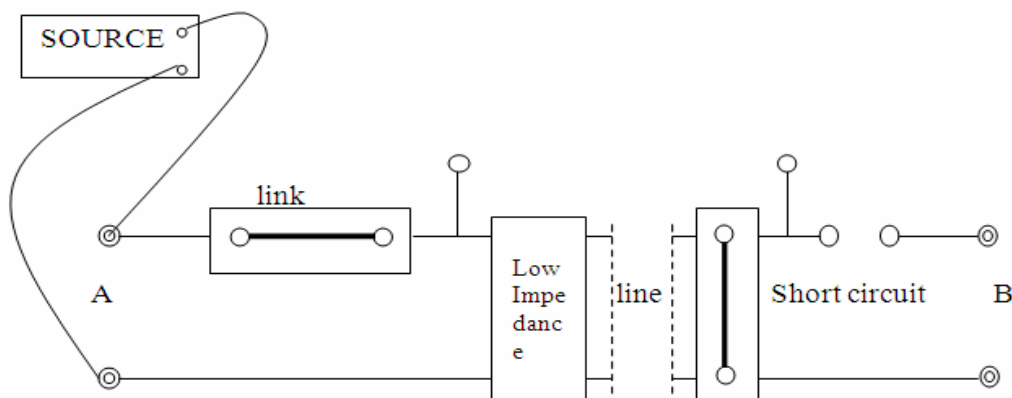 SOURCE
link
Low
Impe
danc
e
line
Short circuit
A
B